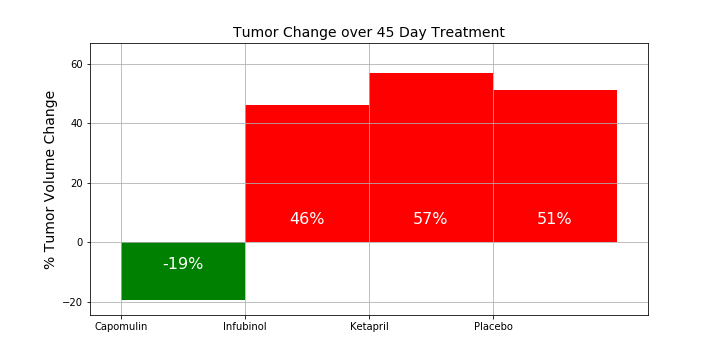 Tumor Change over 45 Day Treatment
% Tumor Volume Change
60
40
20
0
−20
46%
57%
51%
-19%
Capomulin
Infubinol
Ketapril
Placebo